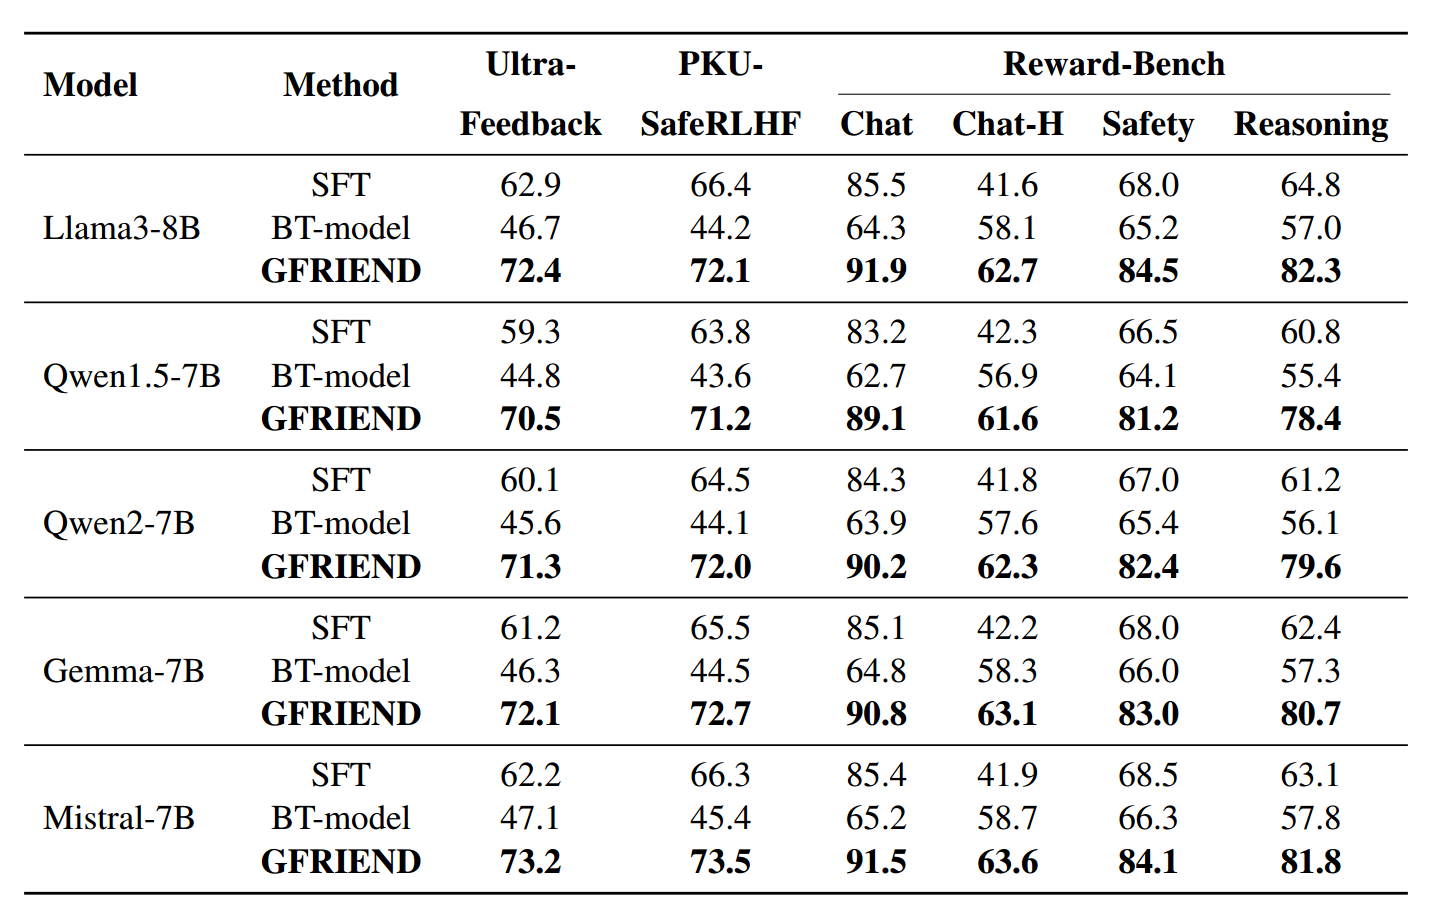 Model Method Ultra- PKU- Reward-Bench
Feedback SafeRLHF Chat Chat-H Safety Reasoning
SFT 62.9 66.4 85.5 41.6 68.0 64.8
Llama3-8B BT-model 46.7 44.2 64.3 58.1 65.2 57.0
GFRIEND 72.4 72.1 91.9 62.7 84.5 82.3
SFT 59.3 63.8 83.2 42.3 66.5 60.8
Qwen1.5-7B BT-model 44.8 43.6 62.7 56.9 64.1 55.4
GFRIEND 70.5 71.2 89.1 61.6 81.2 78.4
SFT 60.1 64.5 84.3 41.8 67.0 61.2
Qwen2-7B BT-model 45.6 44.1 63.9 57.6 65.4 56.1
GFRIEND 71.3 72.0 90.2 62.3 82.4 79.6
SFT 61.2 65.5 85.1 42.2 68.0 62.4
Gemma-7B BT-model 46.3 44.5 64.8 58.3 66.0 57.3
GFRIEND 72.1 72.7 90.8 63.1 83.0 80.7
SFT 62.2 66.3 85.4 41.9 68.5 63.1
Mistral-7B BT-model 47.1 45.4 65.2 58.7 66.3 57.8
GFRIEND 73.2 73.5 91.5 63.6 84.1 81.8